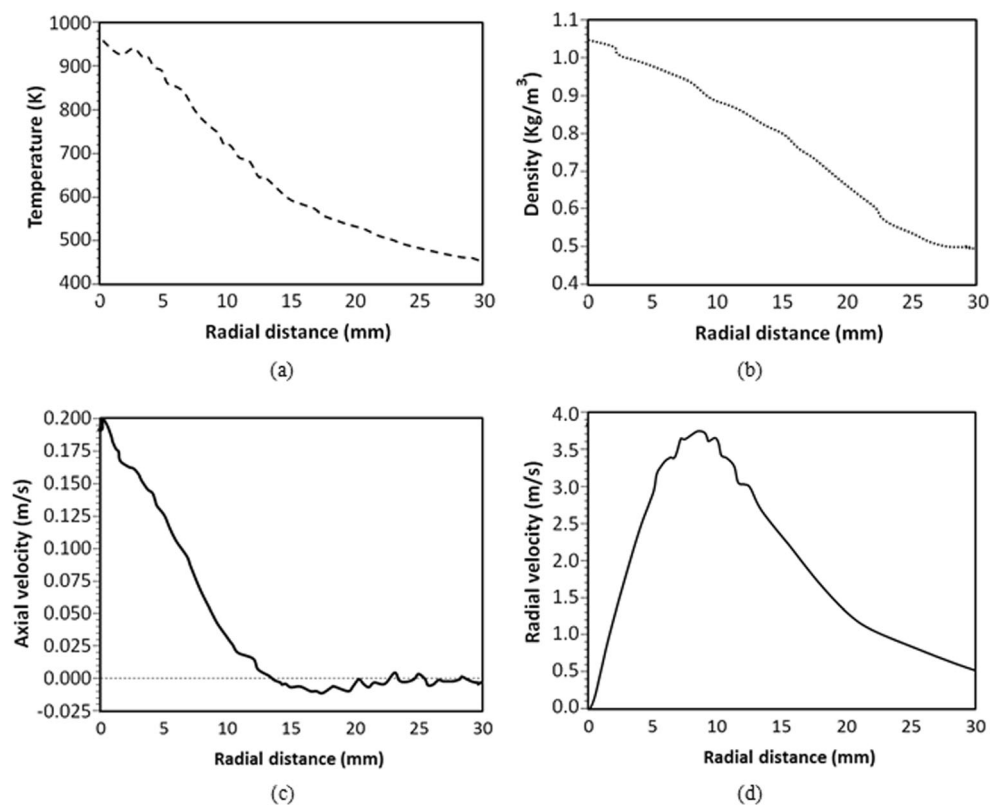 1000
900
800
700
600
500
400
0 5 10 15 20 25 30
Temperature (K)
Radial distance (mm)
(a)
1.1
1.0
0.9
0.8
0.7
0.6
0.5
0.4
0 5 10 15 20 25 30
Density (Kg/m³)
Radial distance (mm)
(b)
0.200
0.175
0.150
0.125
0.100
0.075
0.050
0.025
0.000
-0.025
0 5 10 15 20 25 30
Axial velocity (m/s)
Radial distance (mm)
(c)
4.0
3.5
3.0
2.5
2.0
1.5
1.0
0.5
0.0
0 5 10 15 20 25 30
Radial velocity (m/s)
Radial distance (mm)
(d)